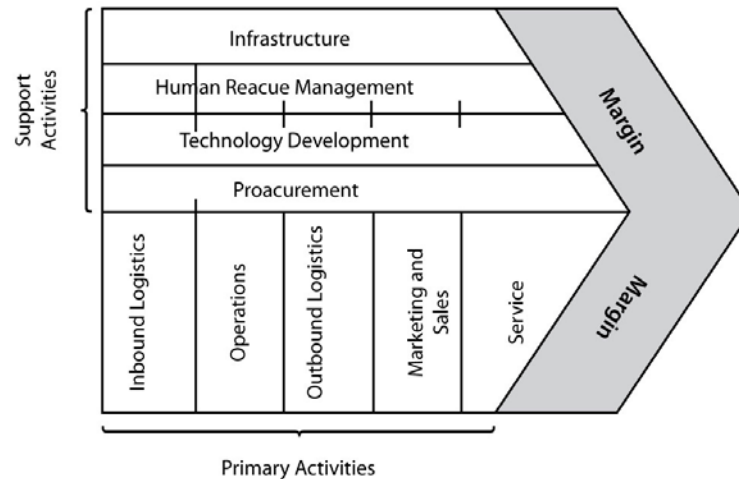 Support
Activities
Infrastructure
Human Reacue Management
Technology Development
Proacurement
Margin
Inbound Logistics
Operations
Outbound Logistics
Marketing and
Sales
Service
Margin
Primary Activities